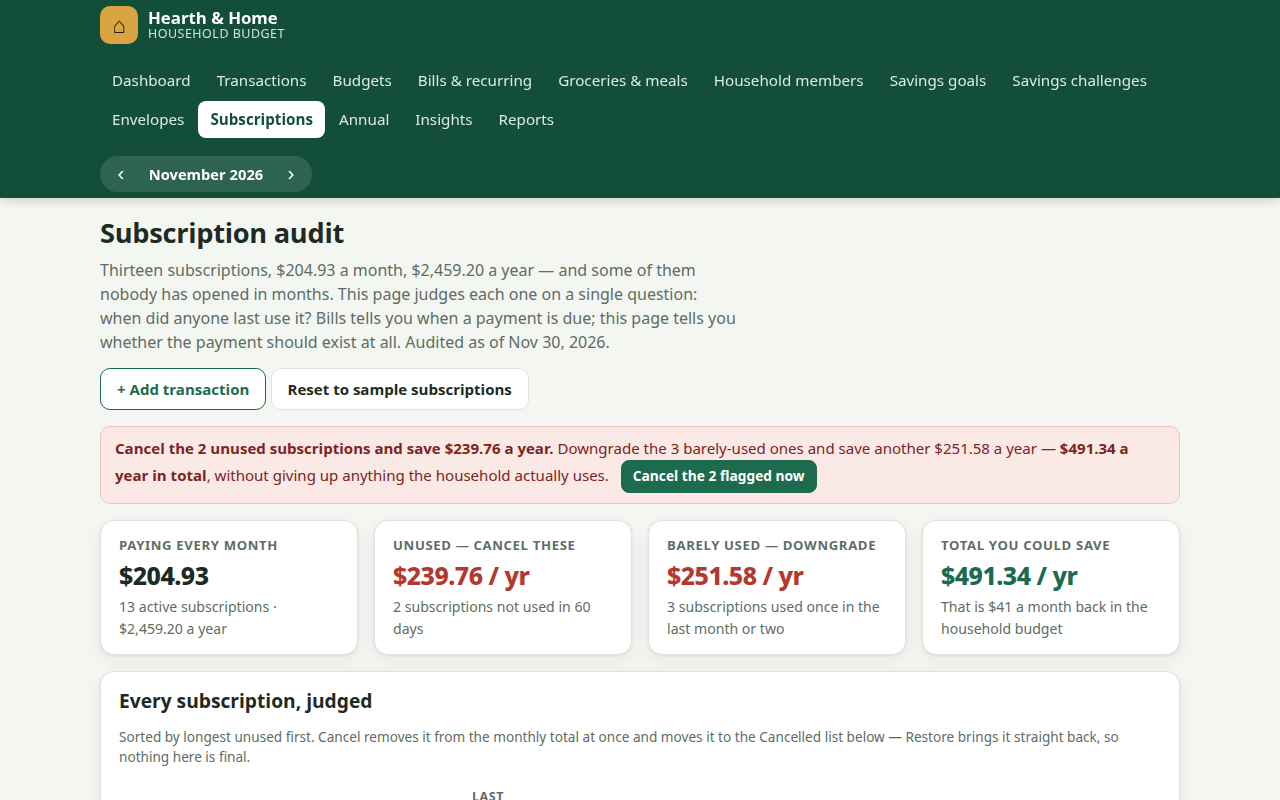 Hearth & Home
HOUSEHOLD BUDGET
Dashboard Transactions Budgets Bills & recurring Groceries & meals Household members Savings goals Savings challenges
Envelopes Subscriptions Annual Insights Reports
‹ November 2026 ›
Subscription audit
Thirteen subscriptions, $204.93 a month, $2,459.20 a year — and some of them
nobody has opened in months. This page judges each one on a single question:
when did anyone last use it? Bills tells you when a payment is due; this page tells you
whether the payment should exist at all. Audited as of Nov 30, 2026.
+ Add transaction Reset to sample subscriptions
Cancel the 2 unused subscriptions and save $239.76 a year. Downgrade the 3 barely-used ones and save another $251.58 a year — $491.34 a
year in total, without giving up anything the household actually uses. Cancel the 2 flagged now
PAYING EVERY MONTH
$204.93
13 active subscriptions ·
$2,459.20 a year
UNUSED — CANCEL THESE
$239.76 / yr
2 subscriptions not used in 60
days
BARELY USED — DOWNGRADE
$251.58 / yr
3 subscriptions used once in the
last month or two
TOTAL YOU COULD SAVE
$491.34 / yr
That is $41 a month back in the
household budget
Every subscription, judged
Sorted by longest unused first. Cancel removes it from the monthly total at once and moves it to the Cancelled list below — Restore brings it straight back, so
nothing here is final.
LAST